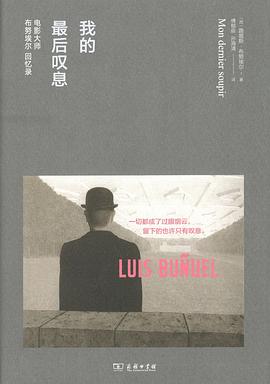 Mon dernier soupir
路易斯·布努埃尔 著
傅郁辰 孙海清 译
我的
最后叹息
电影大师
布努埃尔 回忆录
一切都成了过眼烟云，
留下的也许只有叹息。
LUIS BUÑUEL
商务印书馆